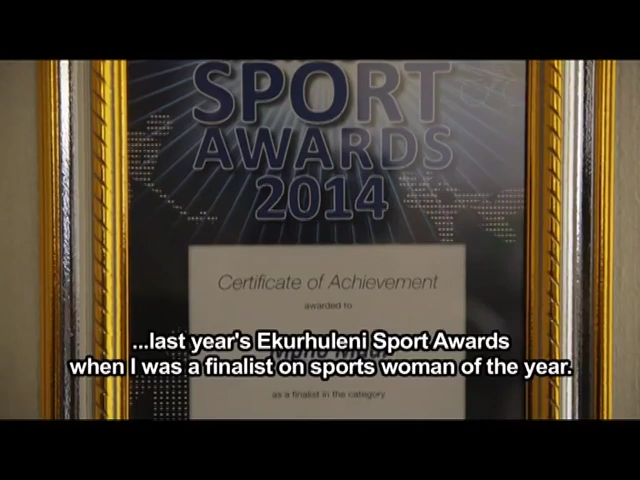 SPORT
AWARDS
2014
Certificate of Achievement
awarded to
...last year's Ekurhuleni Sport Awards
when I was a finalist on sports woman of the year.
as a finalist in the category